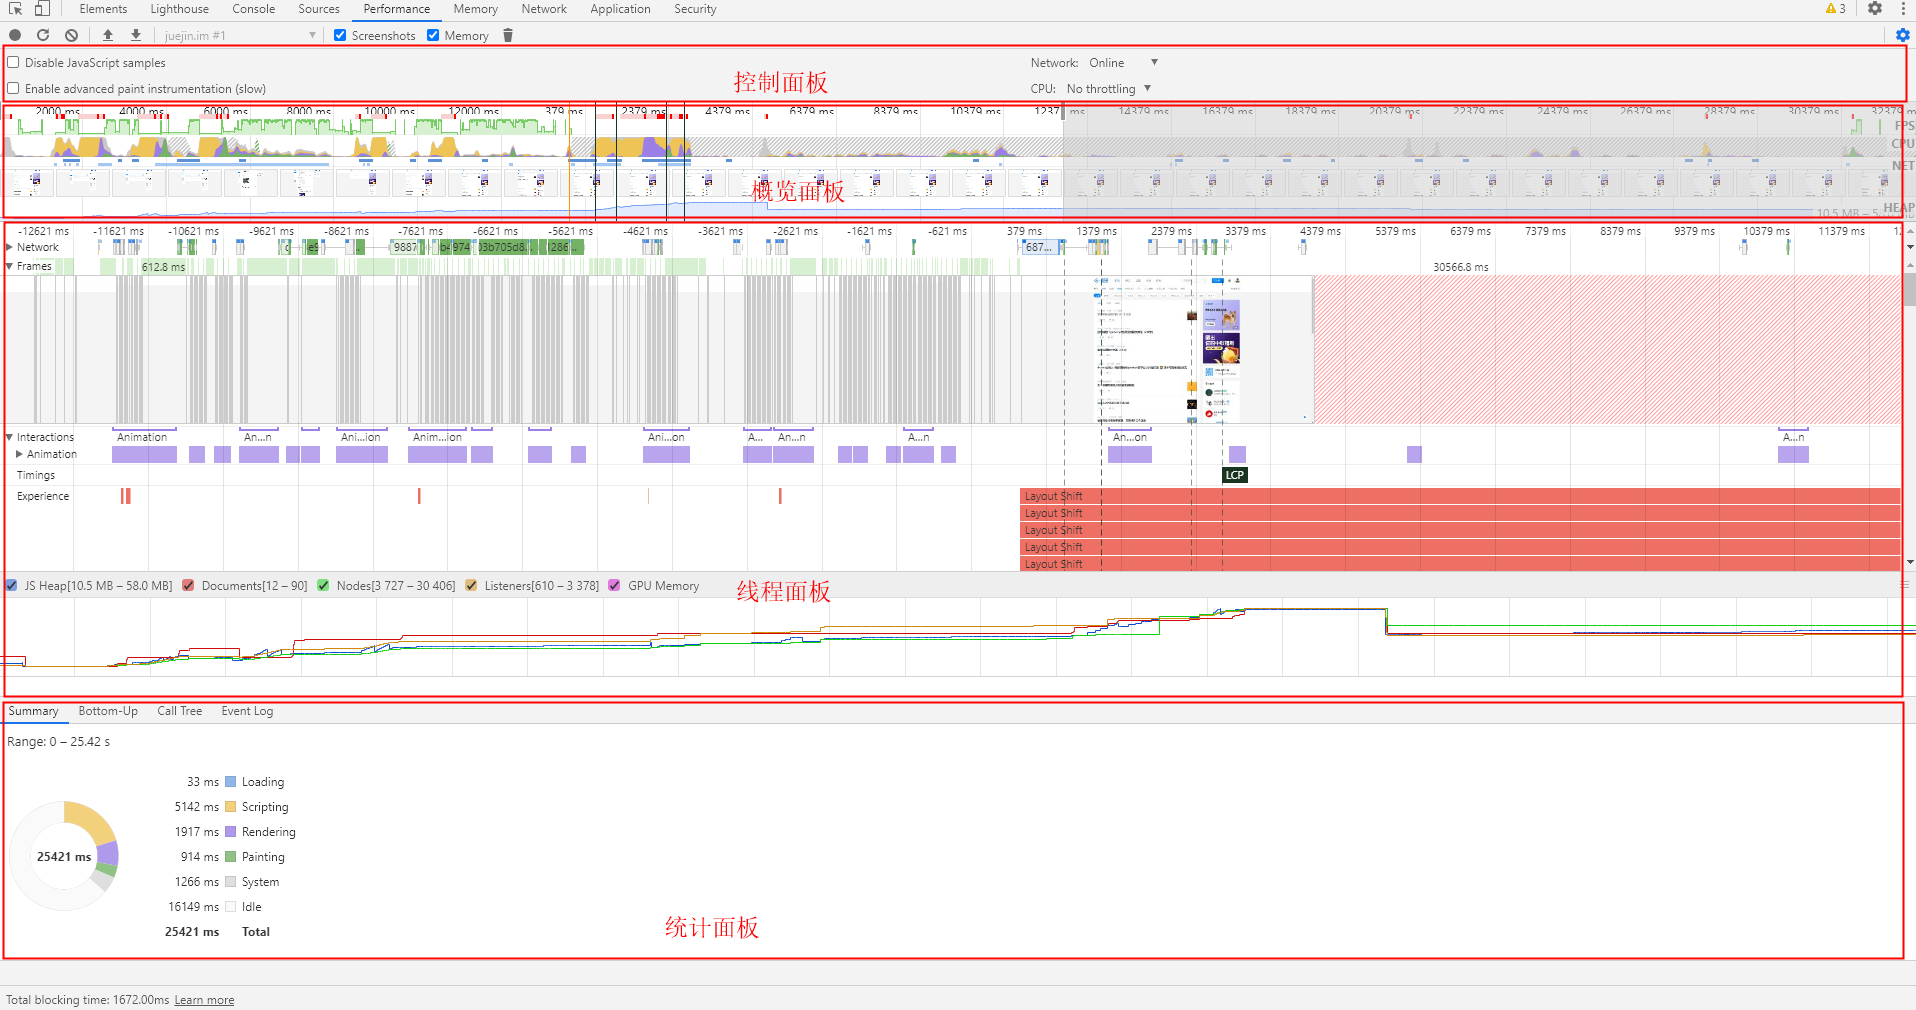 Elements Lighthouse Console Sources Performance Memory Network Application Security 3
juejin.im #1 Screenshots Memory
Disable JavaScript samples Network: Online
Enable advanced paint instrumentation (slow) CPU: No throttling
控制面板
2000 ms 4000 ms 6000 ms 8000 ms 10000 ms 12000 ms 379 ms 2379 ms 4379 ms 6379 ms 8379 ms 10379 ms 1237 ms 14379 ms 16379 ms 18379 ms 20379 ms 22379 ms 24379 ms 26379 ms 28379 ms 30379 ms 32379
FPS
CPU
NET
概览面板
HEAP
-12621 ms -11621 ms -10621 ms -9621 ms -8621 ms -7621 ms -6621 ms -5621 ms -4621 ms -3621 ms -2621 ms -1621 ms -621 ms 379 ms 1379 ms 2379 ms 3379 ms 4379 ms 5379 ms 6379 ms 7379 ms 8379 ms 9379 ms 10379 ms 11379 ms 12
Network 9887 b4974 03b705d8... 286... 687...
Frames 612.8 ms 30566.8 ms
Interactions Animation An...n Ani...ion Anim...ion Ani...on A... An...n A...n An...on A...n
Animation
Timings LCP
Experience Layout Shift
Layout Shift
Layout Shift
Layout Shift
Layout Shift
JS Heap[10.5 MB – 58.0 MB] Documents[12 – 90] Nodes[3 727 – 30 406] Listeners[610 – 3 378] GPU Memory
线程面板
Summary Bottom-Up Call Tree Event Log
Range: 0 – 25.42 s
33 ms Loading
5142 ms Scripting
1917 ms Rendering
25421 ms
914 ms Painting
1266 ms System
16149 ms Idle
25421 ms Total
统计面板
Total blocking time: 1672.00ms Learn more